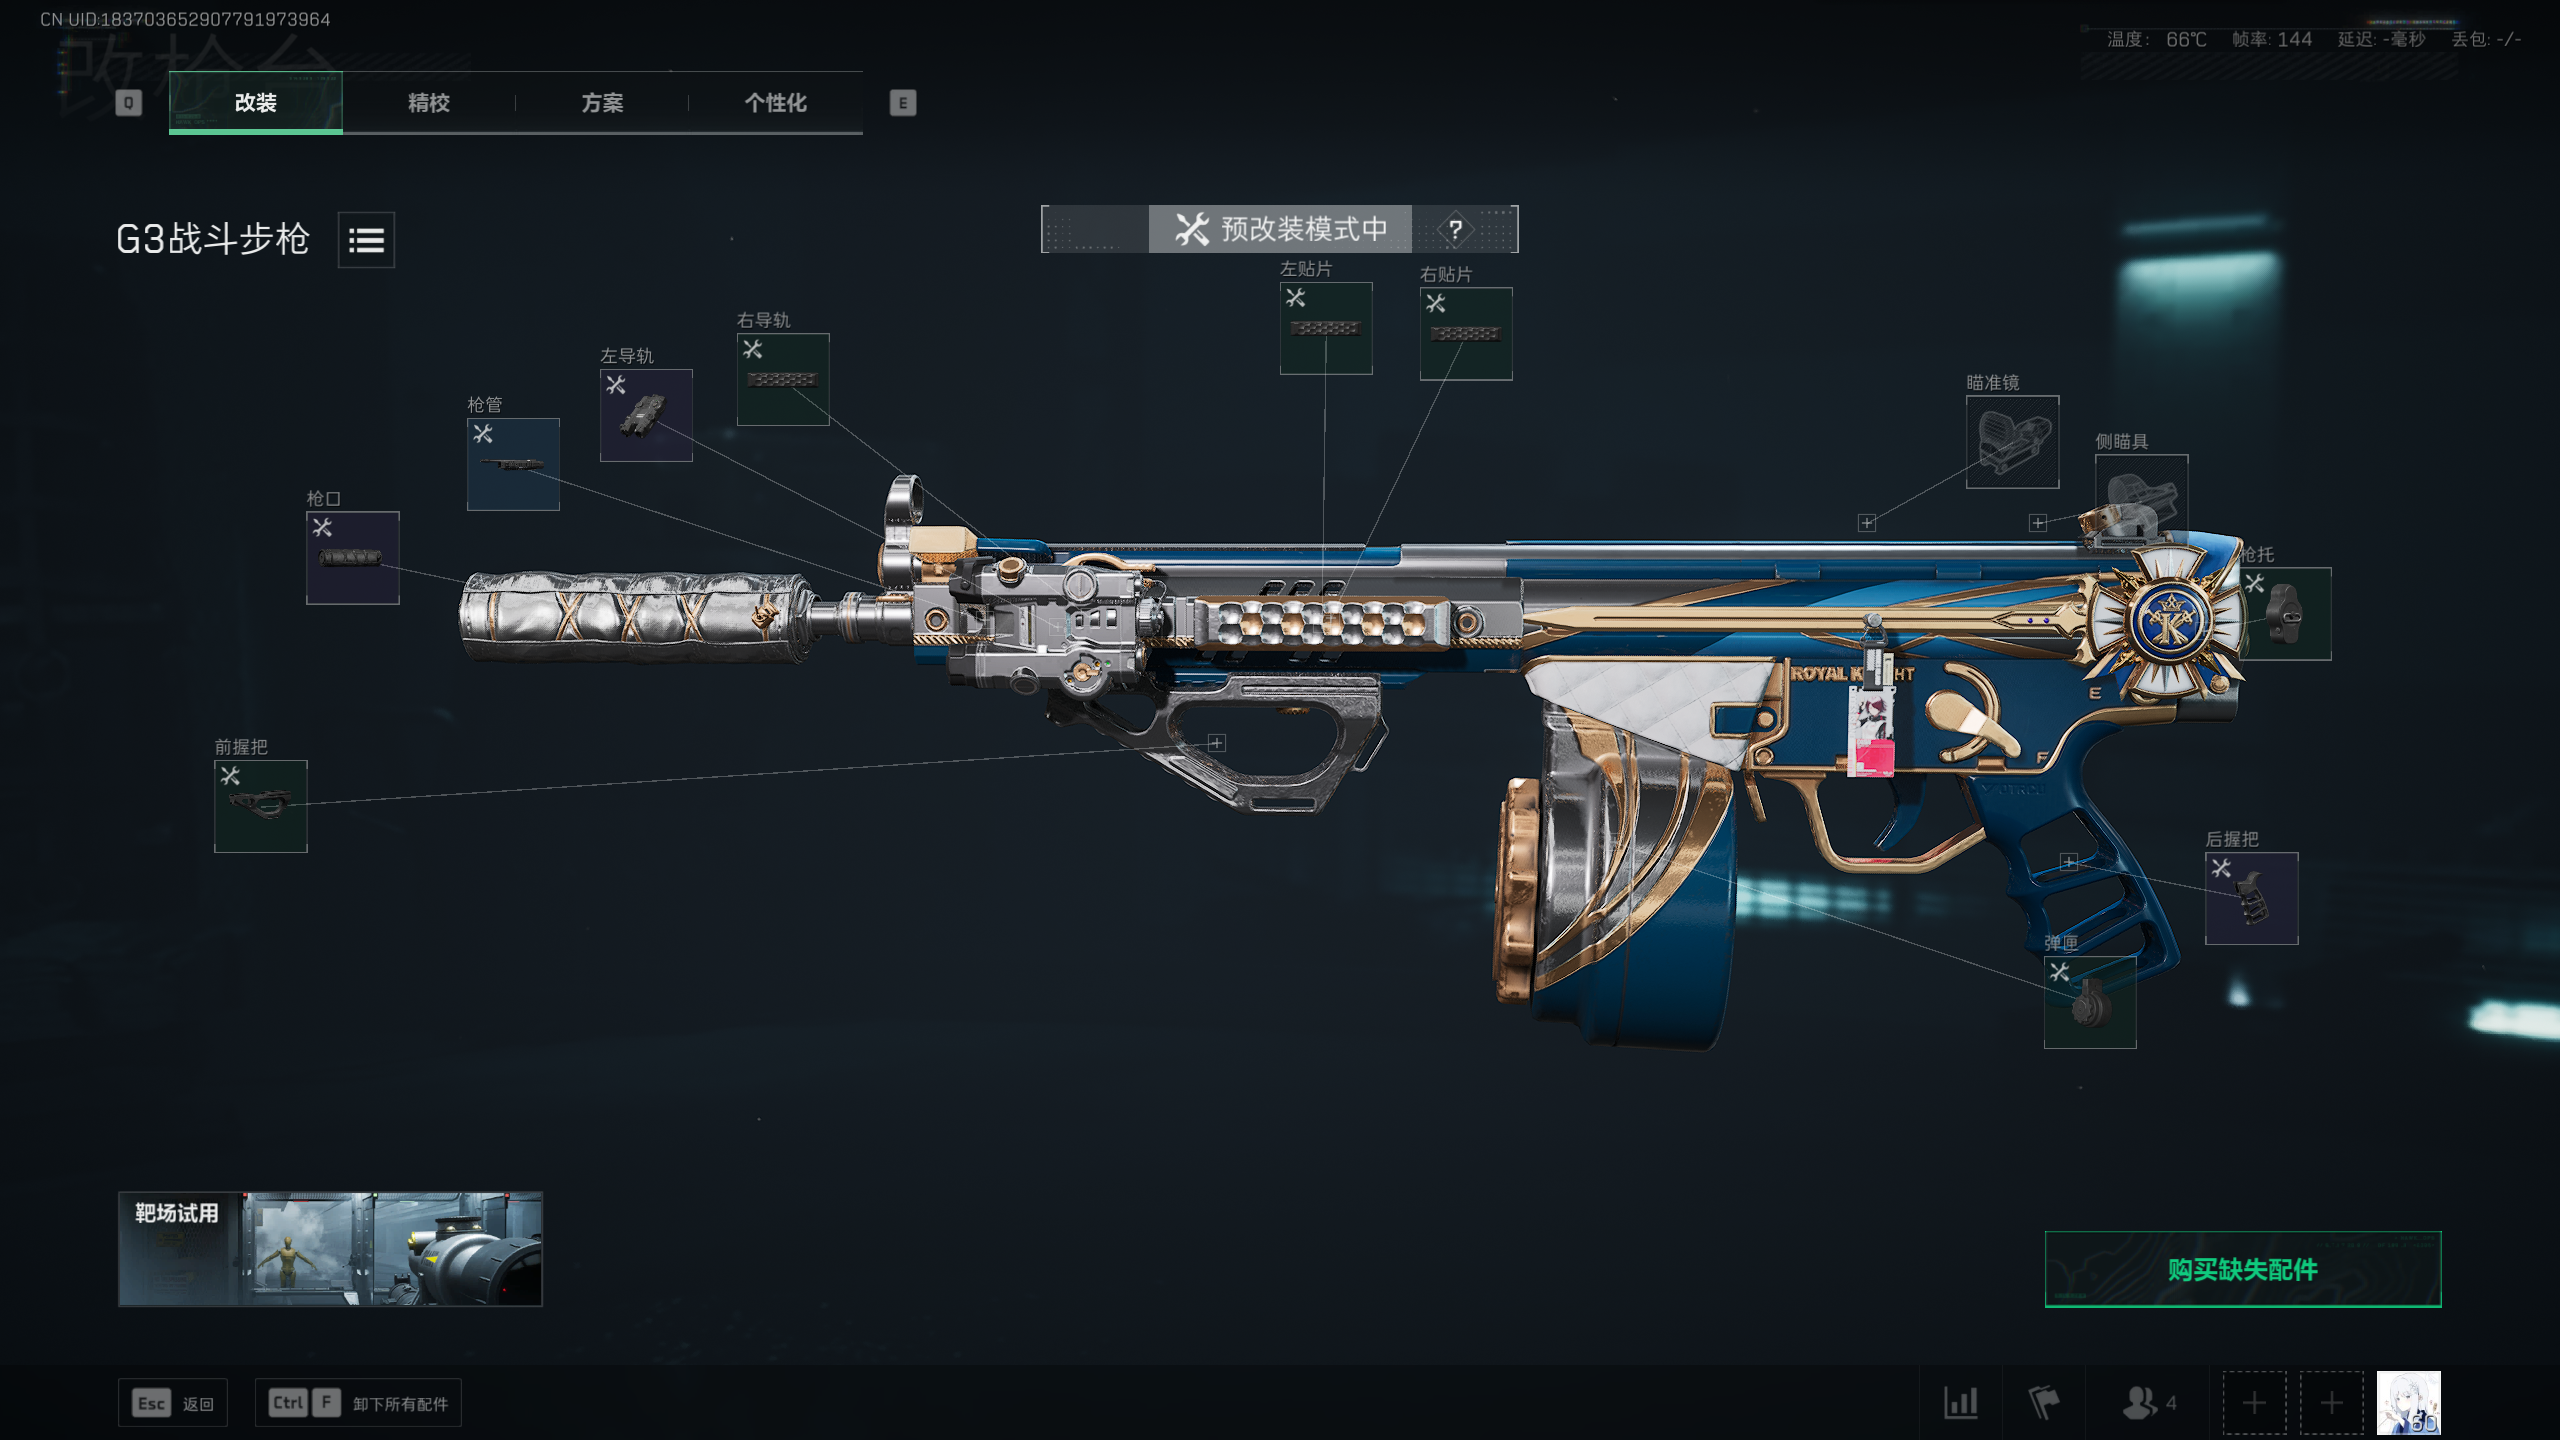 CN UID:183703652907791973964
改枪台
温度: 66℃ 帧率: 144 延迟: -毫秒 丢包: -/-
Q 改装 精校 方案 个性化 E
G3战斗步枪
预改装模式中 ?
左贴片
右贴片
右导轨
左导轨
瞄准镜
枪管
侧瞄具
枪口
枪托
ROYAL K HT
E
F
前握把
后握把
弹匣
K
靶场试用
购买缺失配件
Esc 返回 Ctrl F 卸下所有配件
4
60